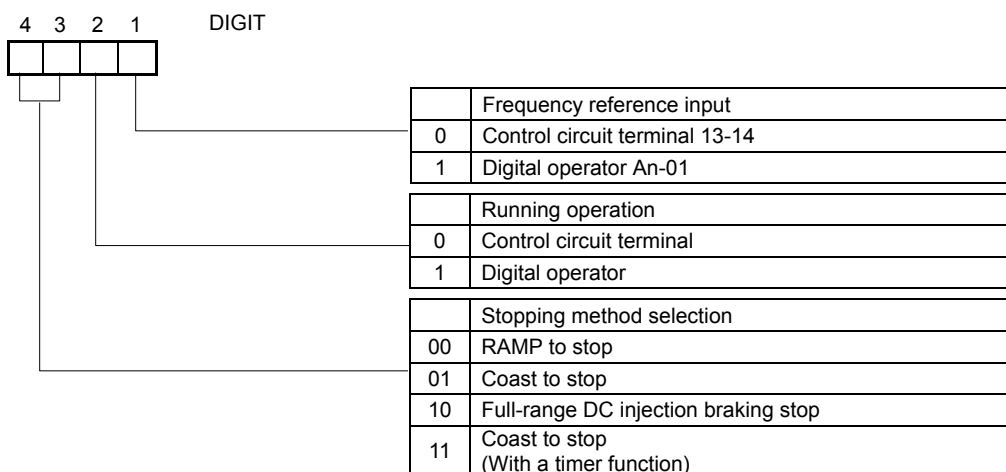 4 3 2 1 DIGIT
Frequency reference input
0 Control circuit terminal 13-14
1 Digital operator An-01
Running operation
0 Control circuit terminal
1 Digital operator
Stopping method selection
00 RAMP to stop
01 Coast to stop
10 Full-range DC injection braking stop
11 Coast to stop
(With a timer function)